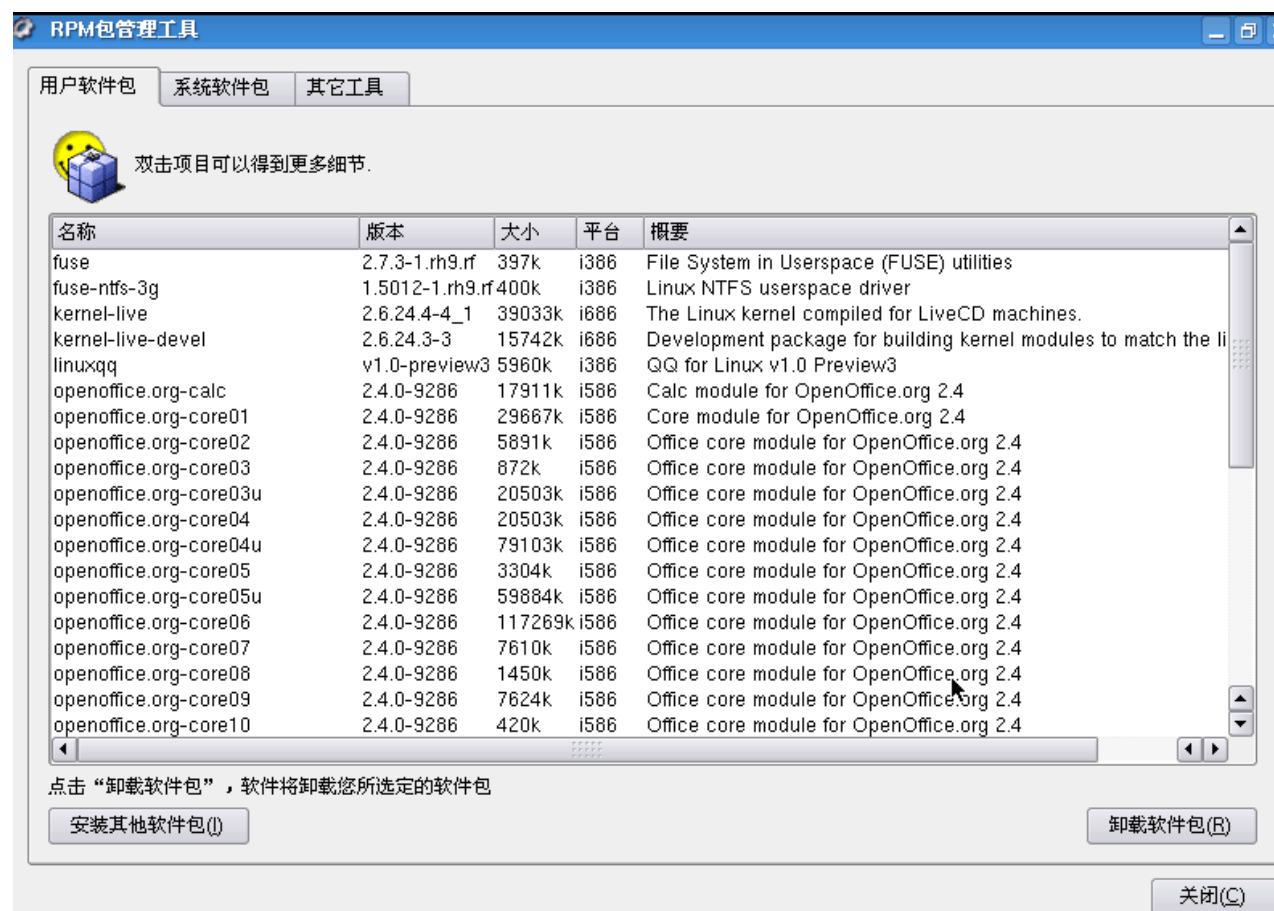 RPM包管理工具
用户软件包 系统软件包 其它工具
双击项目可以得到更多细节.
名称 版本 大小 平台 概要
fuse 2.7.3-1.rh9.rf 397k i386 File System in Userspace (FUSE) utilities
fuse-ntfs-3g 1.5012-1.rh9.rf 400k i386 Linux NTFS userspace driver
kernel-live 2.6.24.4-4_1 39033k i686 The Linux kernel compiled for LiveCD machines.
kernel-live-devel 2.6.24.3-3 15742k i686 Development package for building kernel modules to match the li
linuxqq v1.0-preview3 5960k i386 QQ for Linux v1.0 Preview3
openoffice.org-calc 2.4.0-9286 17911k i586 Calc module for OpenOffice.org 2.4
openoffice.org-core01 2.4.0-9286 29667k i586 Core module for OpenOffice.org 2.4
openoffice.org-core02 2.4.0-9286 5891k i586 Office core module for OpenOffice.org 2.4
openoffice.org-core03 2.4.0-9286 872k i586 Office core module for OpenOffice.org 2.4
openoffice.org-core03u 2.4.0-9286 20503k i586 Office core module for OpenOffice.org 2.4
openoffice.org-core04 2.4.0-9286 20503k i586 Office core module for OpenOffice.org 2.4
openoffice.org-core04u 2.4.0-9286 79103k i586 Office core module for OpenOffice.org 2.4
openoffice.org-core05 2.4.0-9286 3304k i586 Office core module for OpenOffice.org 2.4
openoffice.org-core05u 2.4.0-9286 59884k i586 Office core module for OpenOffice.org 2.4
openoffice.org-core06 2.4.0-9286 117269k i586 Office core module for OpenOffice.org 2.4
openoffice.org-core07 2.4.0-9286 7610k i586 Office core module for OpenOffice.org 2.4
openoffice.org-core08 2.4.0-9286 1450k i586 Office core module for OpenOffice.org 2.4
openoffice.org-core09 2.4.0-9286 7624k i586 Office core module for OpenOffice.org 2.4
openoffice.org-core10 2.4.0-9286 420k i586 Office core module for OpenOffice.org 2.4
点击“卸载软件包”，软件将卸载您所选定的软件包
安装其他软件包(I) 卸载软件包(R)
关闭(C)